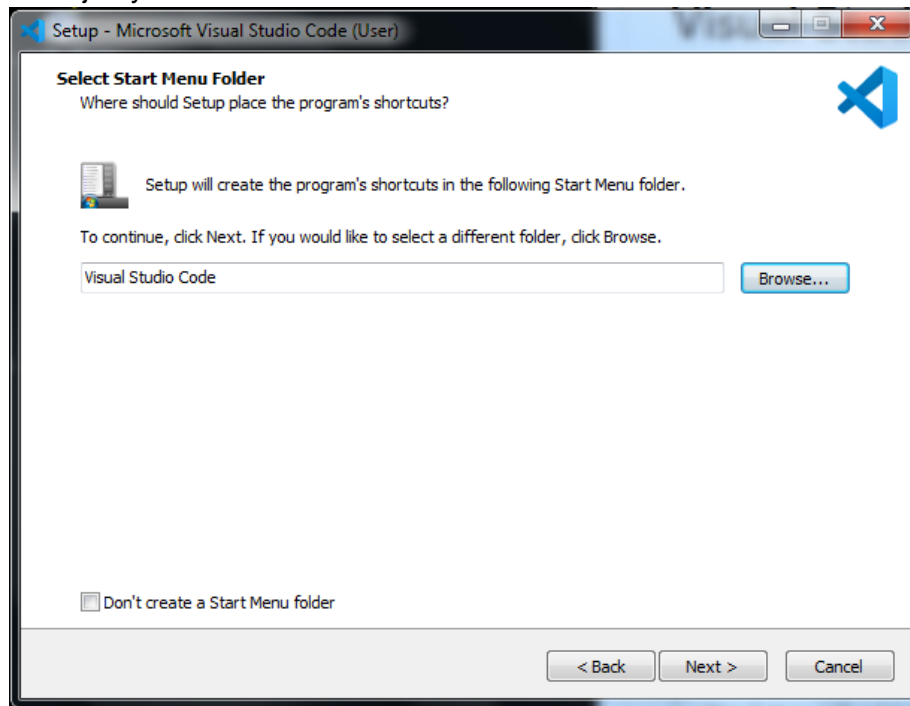 Setup - Microsoft Visual Studio Code (User)
Select Start Menu Folder
Where should Setup place the program's shortcuts?
Setup will create the program's shortcuts in the following Start Menu folder.
To continue, click Next. If you would like to select a different folder, click Browse.
Visual Studio Code
Browse...
Don't create a Start Menu folder
< Back
Next >
Cancel